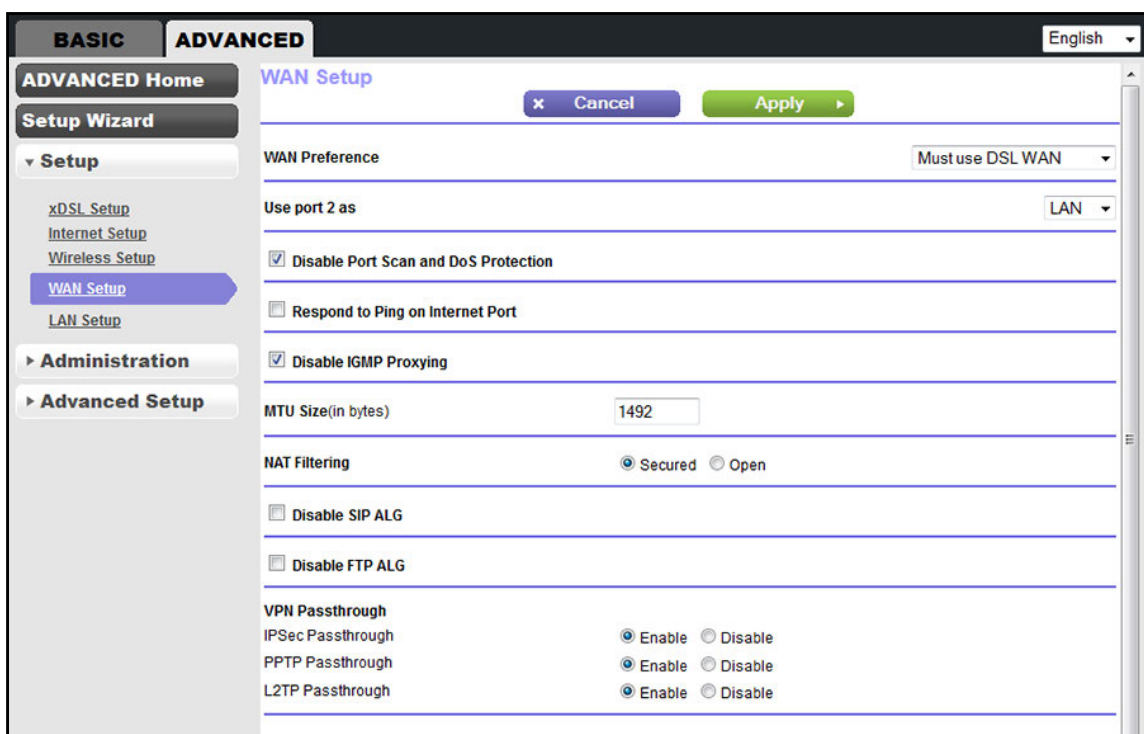 BASIC ADVANCED English
ADVANCED Home
Setup Wizard
Setup
xDSL Setup
Internet Setup
Wireless Setup
WAN Setup
LAN Setup
Administration
Advanced Setup
WAN Setup
x Cancel Apply
WAN Preference Must use DSL WAN
Use port 2 as LAN
Disable Port Scan and DoS Protection
Respond to Ping on Internet Port
Disable IGMP Proxying
MTU Size(in bytes) 1492
NAT Filtering Secured Open
Disable SIP ALG
Disable FTP ALG
VPN Passthrough
IPSec Passthrough Enable Disable
PPTP Passthrough Enable Disable
L2TP Passthrough Enable Disable